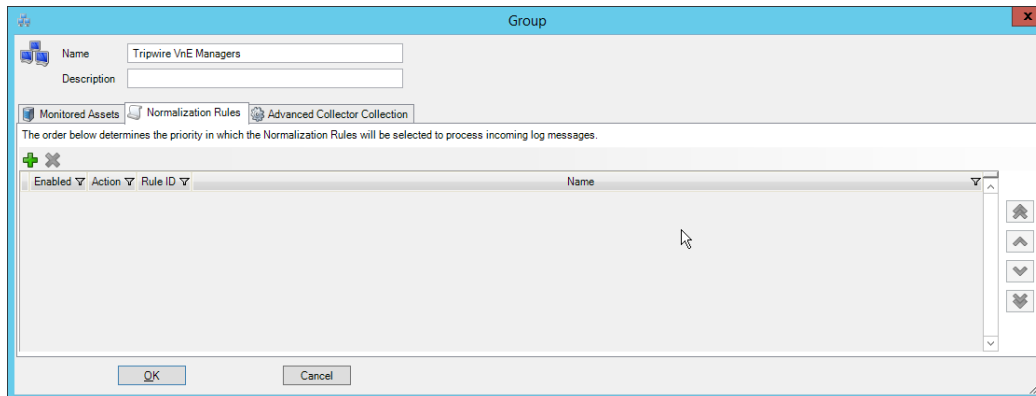 Group
x
Name Tripwire VnE Managers
Description
Monitored Assets Normalization Rules Advanced Collector Collection
The order below determines the priority in which the Normalization Rules will be selected to process incoming log messages.
Enabled Action Rule ID Name
OK Cancel